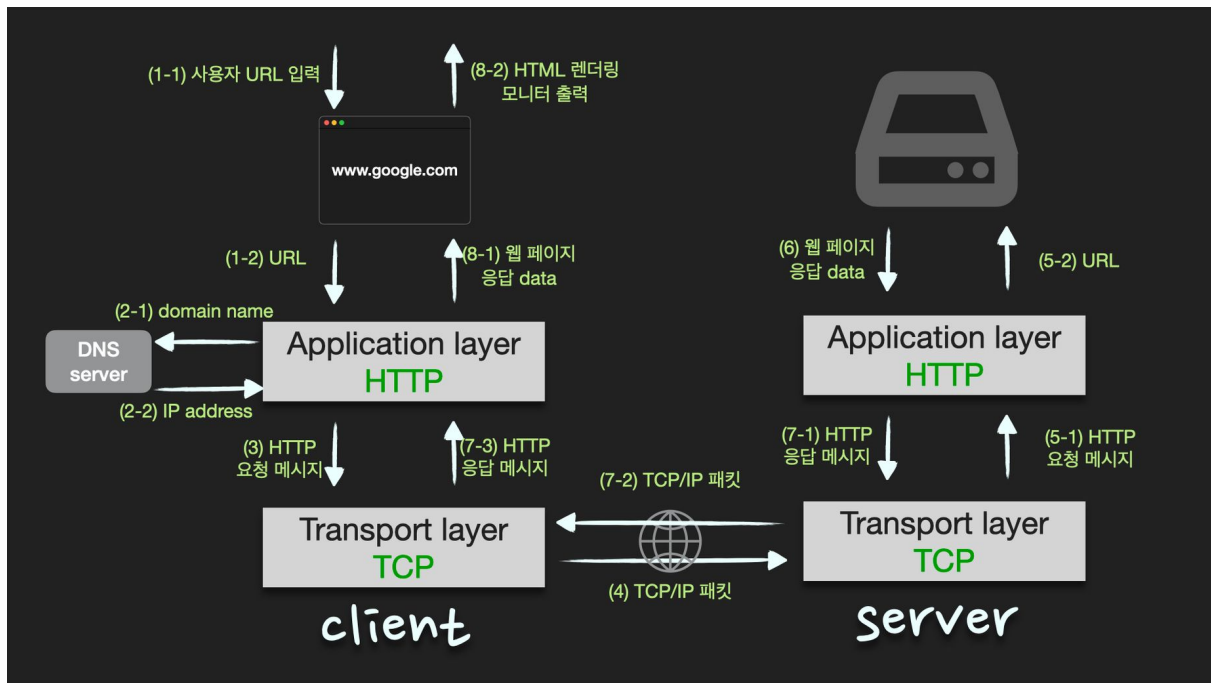 (1-1) 사용자 URL 입력
(8-2) HTML 렌더링
모니터 출력
www.google.com
(1-2) URL
(8-1) 웹 페이지
응답 data
(6) 웹 페이지
응답 data
(5-2) URL
(2-1) domain name
DNS
server
(2-2) IP address
Application layer
HTTP
Application layer
HTTP
(3) HTTP
요청 메시지
(7-3) HTTP
응답 메시지
(7-1) HTTP
응답 메시지
(5-1) HTTP
요청 메시지
(7-2) TCP/IP 패킷
Transport layer
TCP
(4) TCP/IP 패킷
Transport layer
TCP
client
server